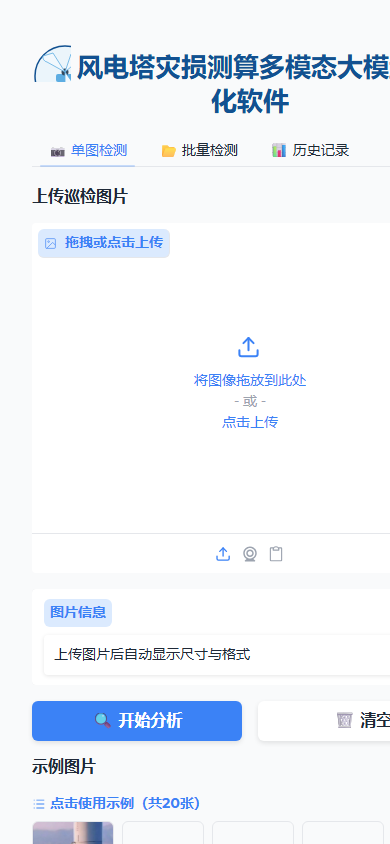 风电塔灾损测算多模态大模
化软件
单图检测 批量检测 历史记录
上传巡检图片
拖拽或点击上传
将图像拖放到此处
- 或 -
点击上传
图片信息
上传图片后自动显示尺寸与格式
开始分析 清空
示例图片
点击使用示例（共20张）